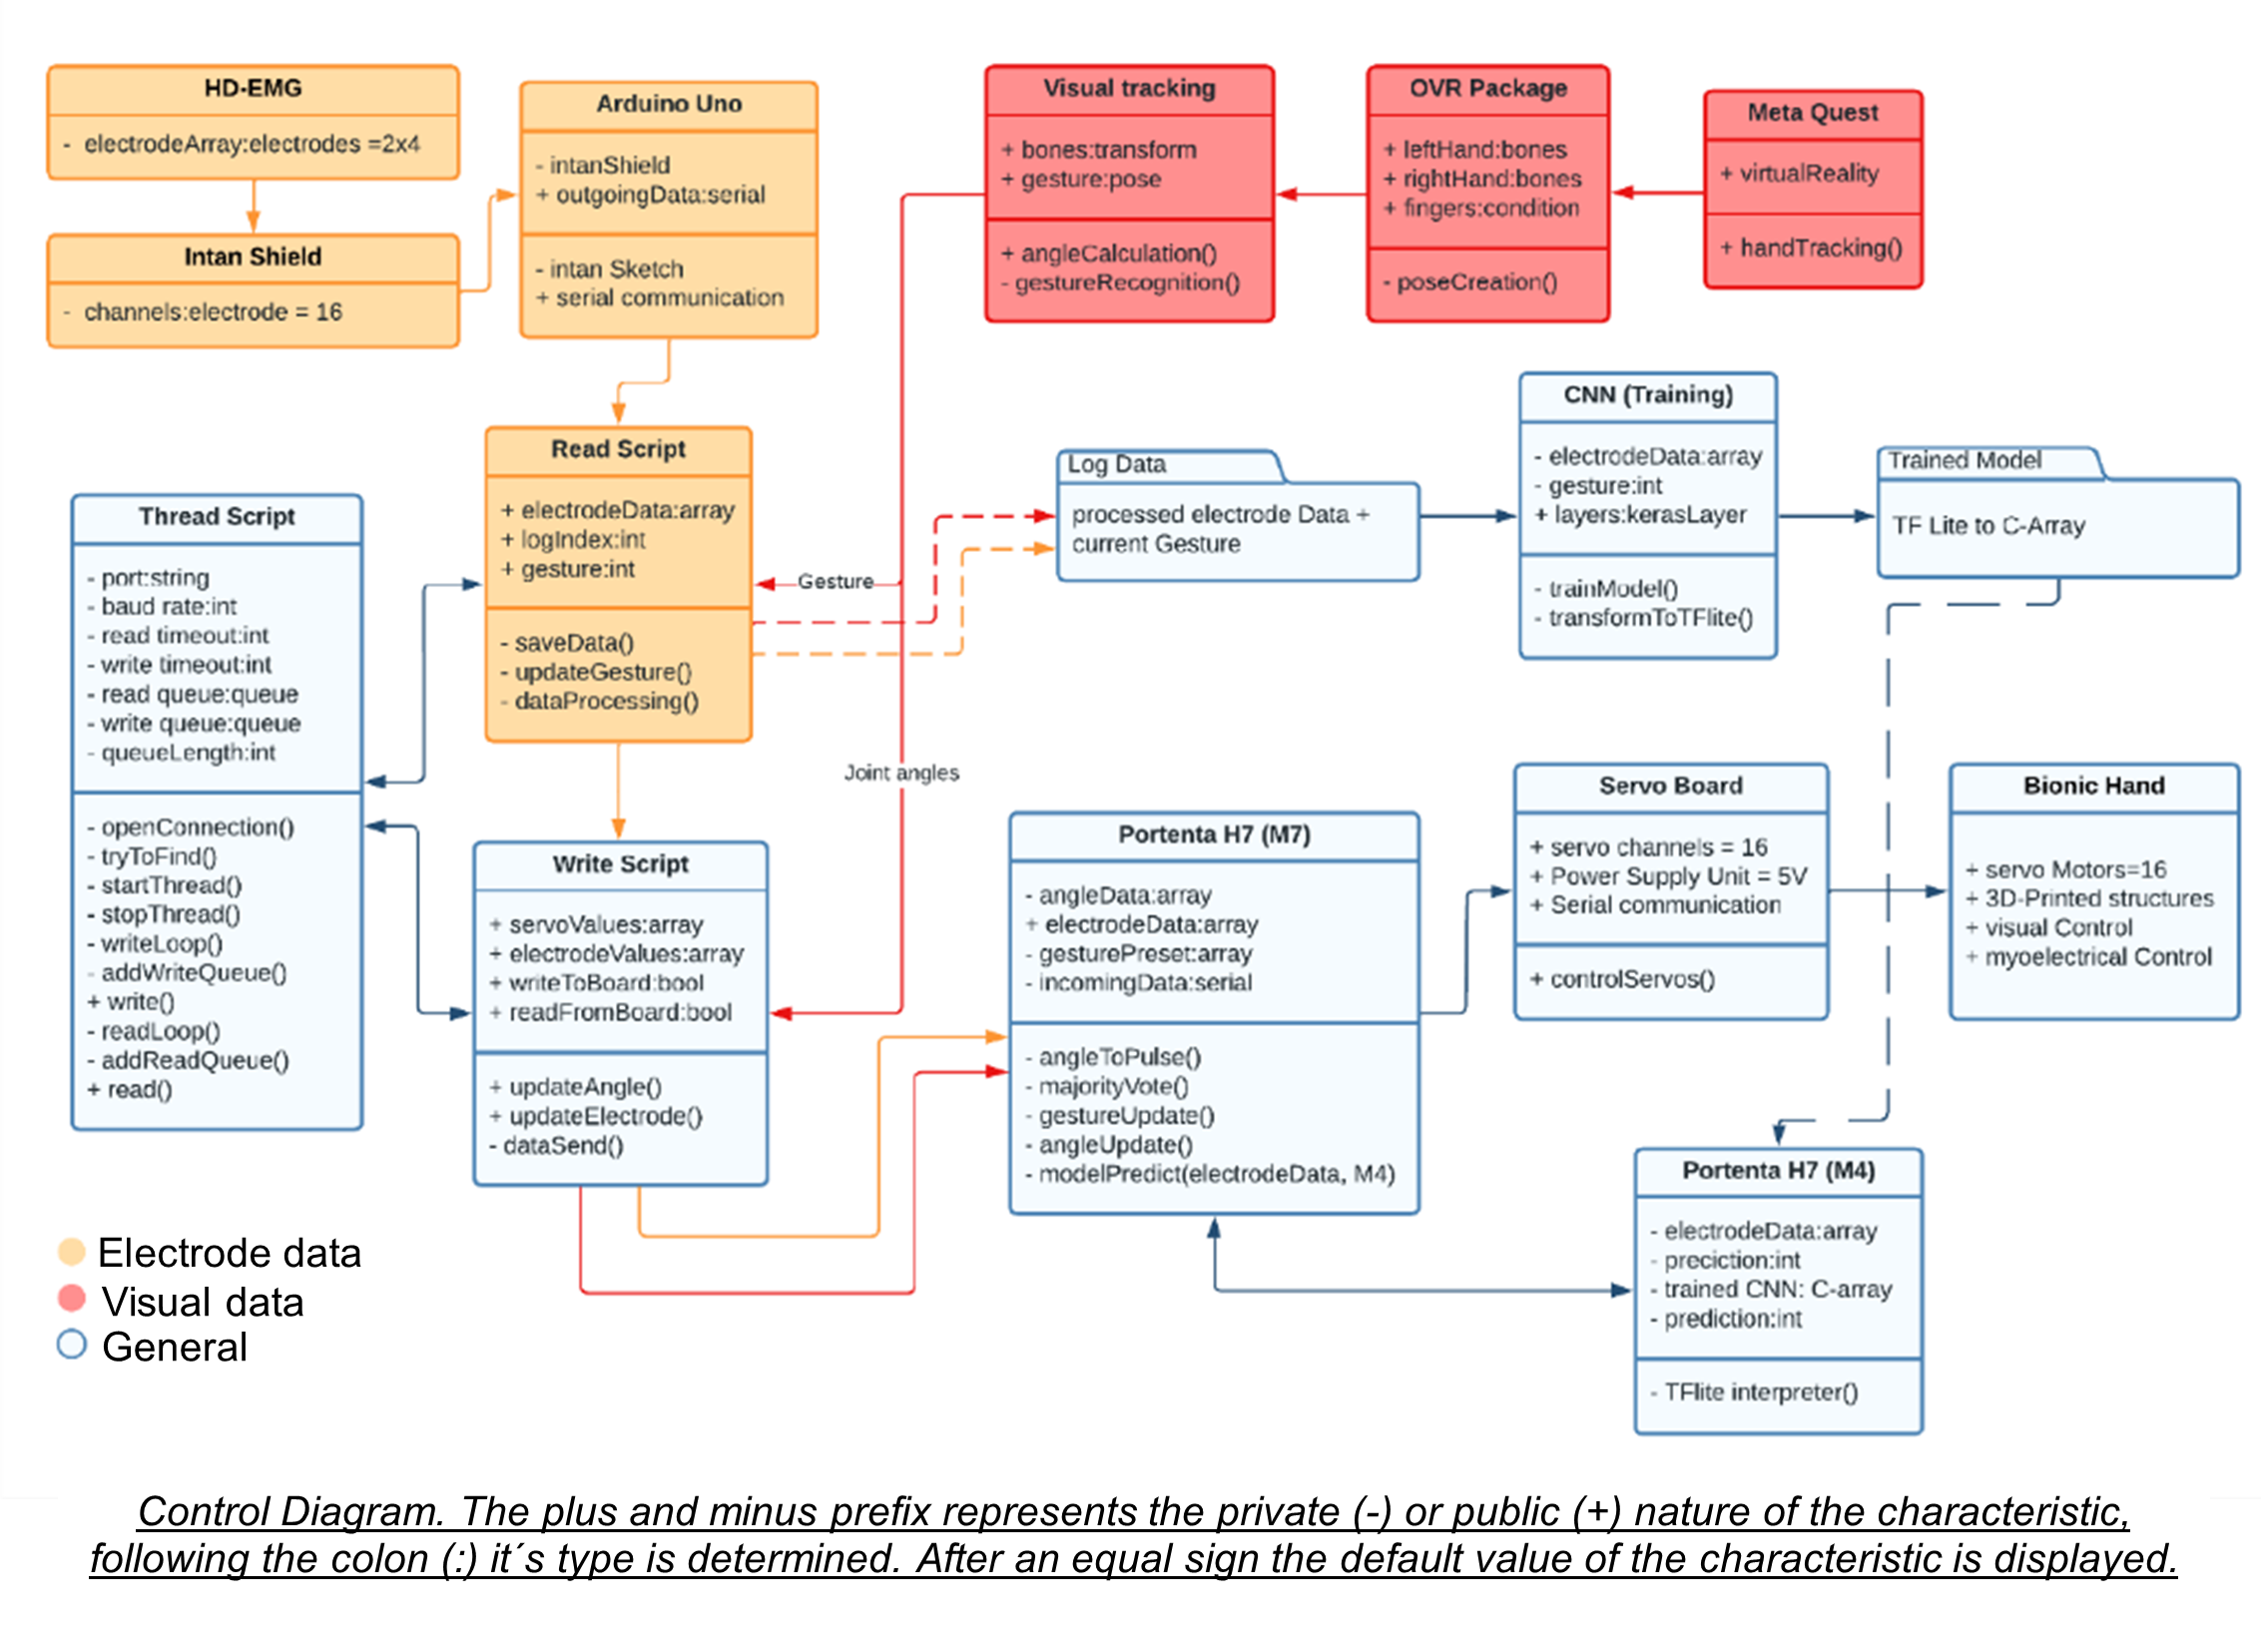 HD-EMG
- electrodeArray:electrodes =2x4
Intan Shield
- channels:electrode = 16
Arduino Uno
- intanShield
+ outgoingData:serial
- intan Sketch
+ serial communication
Visual tracking
+ bones:transform
+ gesture:pose
+ angleCalculation()
- gestureRecognition()
OVR Package
+ leftHand:bones
+ rightHand:bones
+ fingers:condition
- poseCreation()
Meta Quest
+ virtualReality
+ handTracking()
Read Script
+ electrodeData:array
+ logIndex:int
+ gesture:int
- saveData()
- updateGesture()
- dataProcessing()
Gesture
Log Data
processed electrode Data +
current Gesture
CNN (Training)
- electrodeData:array
- gesture:int
+ layers:kerasLayer
- trainModel()
- transformToTFlite()
Trained Model
TF Lite to C-Array
Thread Script
- port:string
- baud rate:int
- read timeout:int
- write timeout:int
- read queue:queue
- write queue:queue
- queueLength:int
- openConnection()
- tryToFind()
- startThread()
- stopThread()
- writeLoop()
- addWriteQueue()
+ write()
- readLoop()
- addReadQueue()
+ read()
Joint angles
Write Script
+ servoValues:array
+ electrodeValues:array
+ writeToBoard:bool
+ readFromBoard:bool
+ updateAngle()
+ updateElectrode()
- dataSend()
Portenta H7 (M7)
- angleData:array
+ electrodeData:array
- gesturePreset:array
- incomingData:serial
- angleToPulse()
- majorityVote()
- gestureUpdate()
- angleUpdate()
- modelPredict(electrodeData, M4)
Servo Board
+ servo channels = 16
+ Power Supply Unit = 5V
+ Serial communication
+ controlServos()
Bionic Hand
+ servo Motors=16
+ 3D-Printed structures
+ visual Control
+ myoelectrical Control
Portenta H7 (M4)
- electrodeData:array
- preciction:int
- trained CNN: C-array
- prediction:int
- TFlite interpreter()
Electrode data
Visual data
General
Control Diagram. The plus and minus prefix represents the private (-) or public (+) nature of the characteristic,
following the colon (:) it´s type is determined. After an equal sign the default value of the characteristic is displayed.